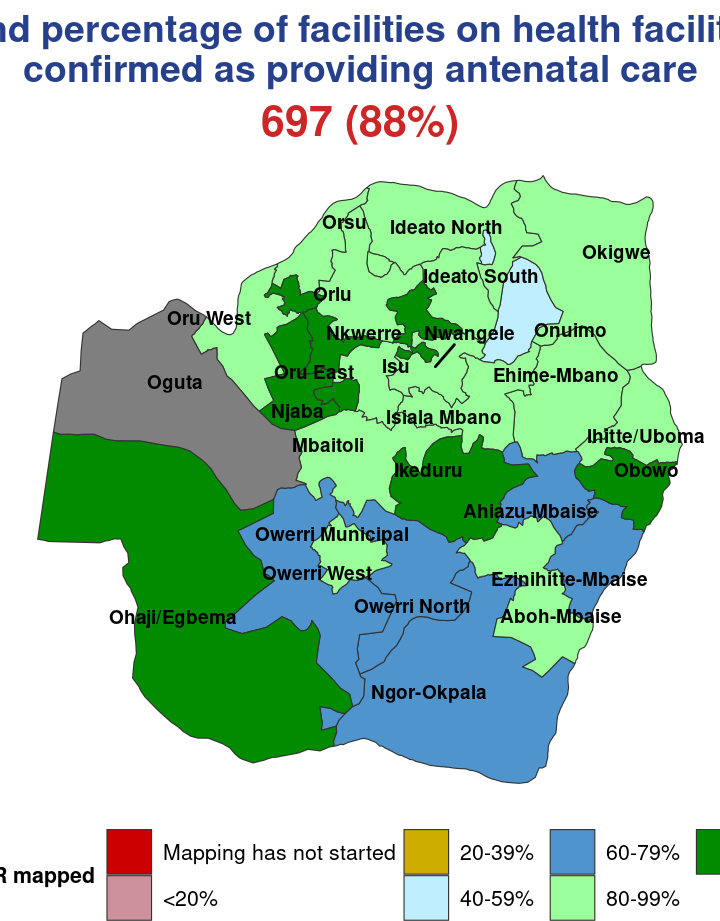 nd percentage of facilities on health facilit
confirmed as providing antenatal care
697 (88%)
Orsu
Ideato North
Okigwe
Ideato South
Orlu
Oru West
Nkwerre
Nwangele
Onuimo
Isu
Oru East
Ehime-Mbano
Oguta
Njaba
Isiala Mbano
Ihitte/Uboma
Mbaitoli
Ikeduru
Obowo
Ahiazu-Mbaise
Owerri Municipal
Owerri West
Ezinihitte-Mbaise
Owerri North
Aboh-Mbaise
Ohaji/Egbema
Ngor-Okpala
R mapped
Mapping has not started
20-39%
60-79%
<20%
40-59%
80-99%